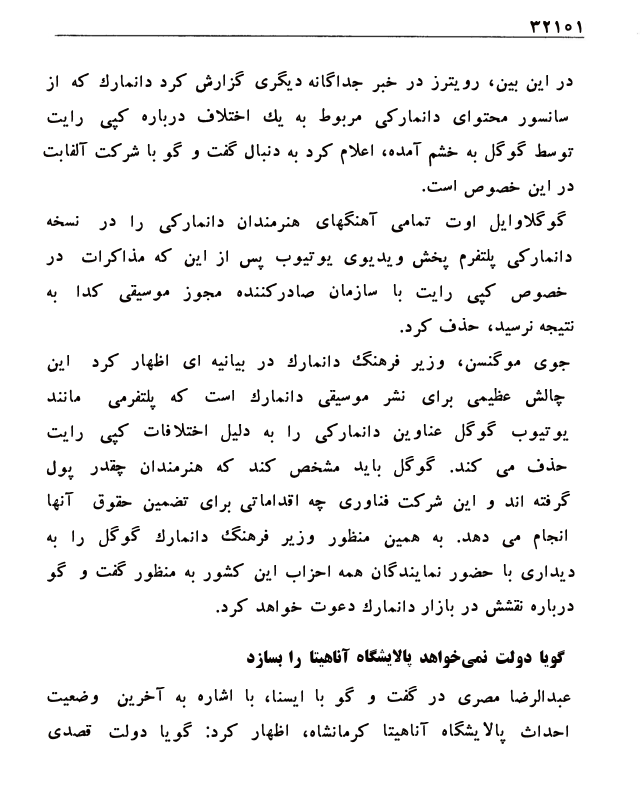 ۳۲۱۰۱
در این بین، رویترز در خبر جداگانه دیگری گزارش کرد دانمارك که از
سانسور محتوای دانمارکی مربوط به یك اختلاف درباره کپی رایت
توسط گوگل به خشم آمده، اعلام کرد به دنبال گفت و گو با شرکت آلفابت
در این خصوص است.
گوگلاوایل اوت تمامی آهنگهای هنرمندان دانمارکی را در نسخه
دانمارکی پلتفرم پخش ویدیوی یوتیوب پس از این که مذاکرات در
خصوص کپی رایت با سازمان صادرکننده مجوز موسیقی کدا به
نتیجه نرسید، حذف کرد.
جوی موگنسن، وزیر فرهنگ دانمارك در بیانیه ای اظهار کرد این
چالش عظیمی برای نشر موسیقی دانمارك است که پلتفرمی مانند
یوتیوب گوگل عناوین دانمارکی را به دلیل اختلافات کپی رایت
حذف می کند. گوگل باید مشخص کند که هنرمندان چقدر پول
گرفته اند و این شرکت فناوری چه اقداماتی برای تضمین حقوق آنها
انجام می دهد. به همین منظور وزیر فرهنگ دانمارك گوگل را به
دیداری با حضور نمایندگان همه احزاب این کشور به منظور گفت و گو
درباره نقشش در بازار دانمارك دعوت خواهد کرد.
گویا دولت نمی‌خواهد پالایشگاه آناهیتا را بسازد
عبدالرضا مصری در گفت و گو با ایسنا، با اشاره به آخرین وضعیت
احداث پالایشگاه آناهیتا کرمانشاه، اظهار کرد: گویا دولت قصدی